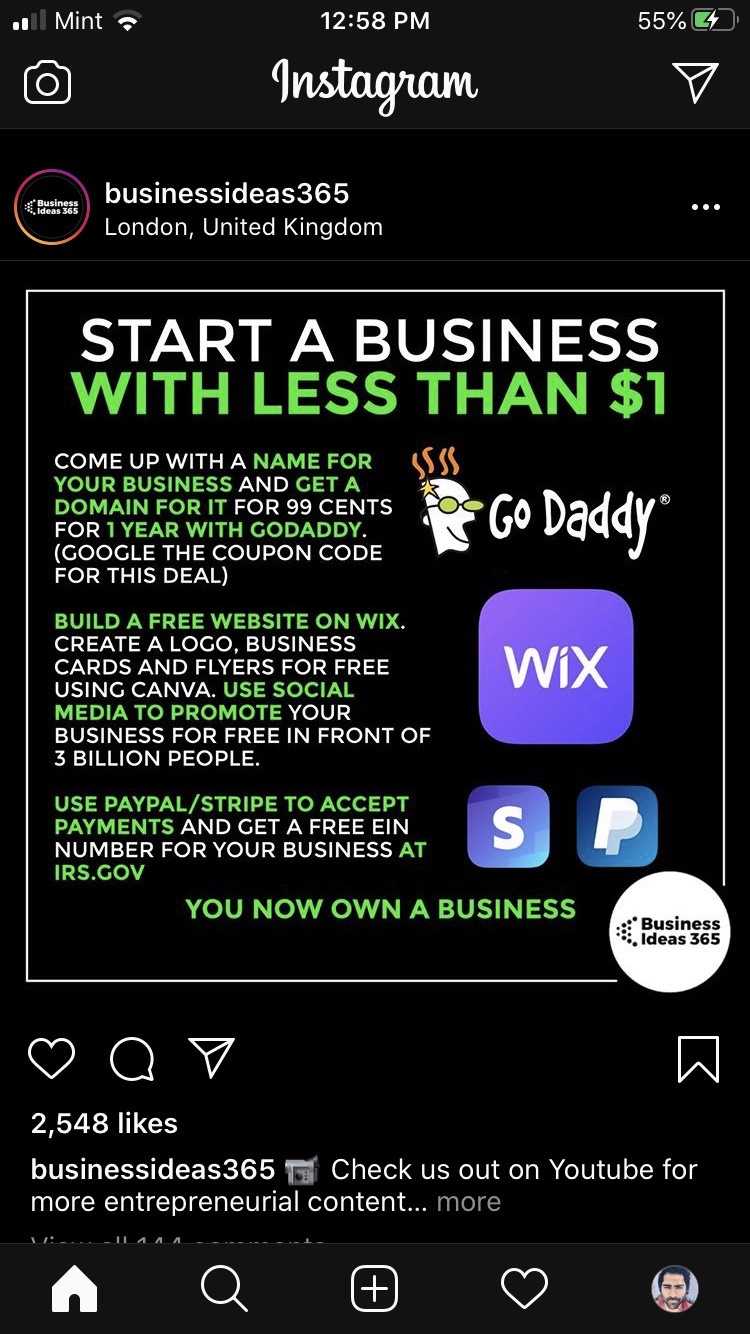 Mint 12:58 PM 55%
Instagram
Business
Ideas 365
businessideas365
London, United Kingdom
START A BUSINESS
WITH LESS THAN $1
COME UP WITH A NAME FOR
YOUR BUSINESS AND GET A
DOMAIN FOR IT FOR 99 CENTS
FOR 1 YEAR WITH GODADDY.
(GOOGLE THE COUPON CODE
FOR THIS DEAL)
Go Daddy®
BUILD A FREE WEBSITE ON WIX.
CREATE A LOGO, BUSINESS
CARDS AND FLYERS FOR FREE
USING CANVA. USE SOCIAL
MEDIA TO PROMOTE YOUR
BUSINESS FOR FREE IN FRONT OF
3 BILLION PEOPLE.
WiX
USE PAYPAL/STRIPE TO ACCEPT
PAYMENTS AND GET A FREE EIN
NUMBER FOR YOUR BUSINESS AT
IRS.GOV
S P
YOU NOW OWN A BUSINESS
Business
Ideas 365
2,548 likes
businessideas365 Check us out on Youtube for
more entrepreneurial content... more
View all 144 comments